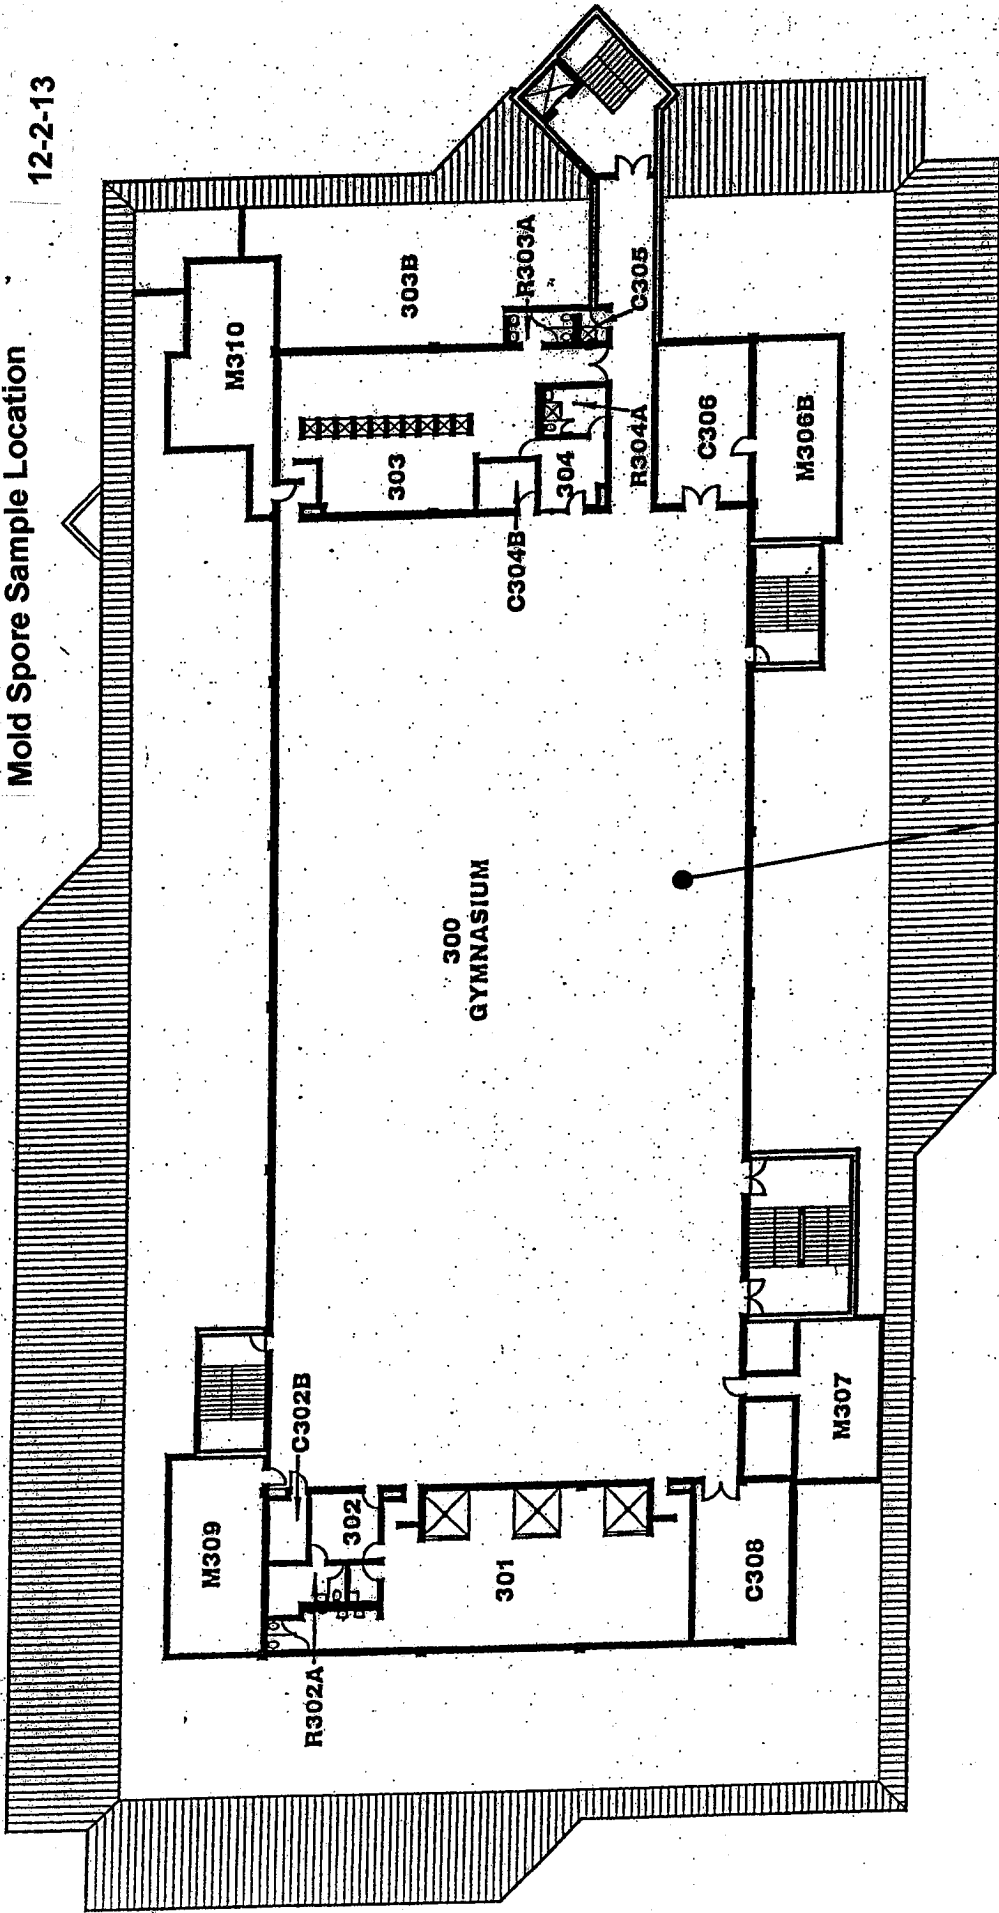 Mold Spore Sample Location
12-2-13
M309
C302B
302
R302A
301
C308
M307
300
GYMNASIUM
M310
303B
R303A
C305
303
304
R304A
C304B
C306
M306B